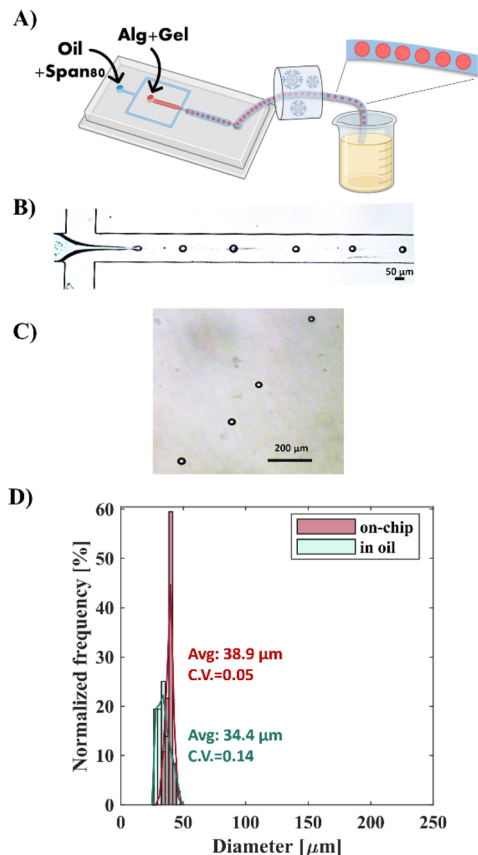 A)
Oil
+Span80
Alg+Gel
B)
50 µm
C)
200 µm
D)
Normalized frequency [%]
60
50
40
30
20
10
0
on-chip
in oil
Avg: 38.9 µm
C.V.=0.05
Avg: 34.4 µm
C.V.=0.14
0 50 100 150 200 250
Diameter [µm]